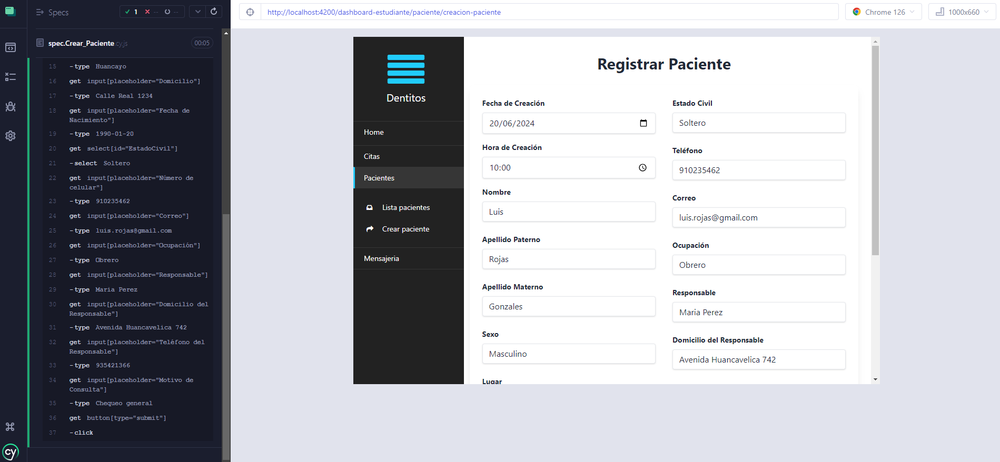 Specs
1
--
--
spec.Crear_Paciente.cy.js
00:05
15 -type Huancayo
16 get input[placeholder="Domicilio"]
17 -type Calle Real 1234
18 get input[placeholder="Fecha de
Nacimiento"]
19 -type 1990-01-20
20 get select[id="EstadoCivil"]
21 -select Soltero
22 get input[placeholder="Número de
celular"]
23 -type 910235462
24 get input[placeholder="Correo"]
25 -type luis.rojas@gmail.com
26 get input[placeholder="Ocupación"]
27 -type Obrero
28 get input[placeholder="Responsable"]
29 -type Maria Perez
30 get input[placeholder="Domicilio del
Responsable"]
31 -type Avenida Huancavelica 742
32 get input[placeholder="Teléfono del
Responsable"]
33 -type 935421366
34 get input[placeholder="Motivo de
Consulta"]
35 -type Chequeo general
36 get button[type="submit"]
37 -click
cy
http://localhost:4200/dashboard-estudiante/paciente/creacion-paciente
Chrome 126
1000x660
Dentitos
Home
Citas
Pacientes
Lista pacientes
Crear paciente
Mensajeria
Registrar Paciente
Fecha de Creación
20/06/2024
Hora de Creación
10:00
Nombre
Luis
Apellido Paterno
Rojas
Apellido Materno
Gonzales
Sexo
Masculino
Lugar
Estado Civil
Soltero
Teléfono
910235462
Correo
luis.rojas@gmail.com
Ocupación
Obrero
Responsable
Maria Perez
Domicilio del Responsable
Avenida Huancavelica 742